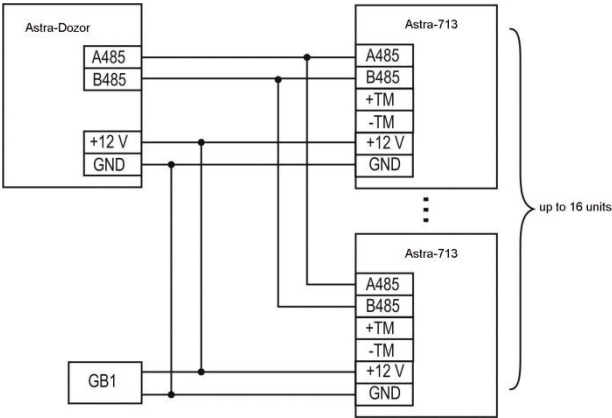 Astra-Dozor
A485
B485
+12 V
GND
Astra-713
A485
B485
+TM
-TM
+12 V
GND
up to 16 units
Astra-713
A485
B485
+TM
-TM
+12 V
GND
GB1